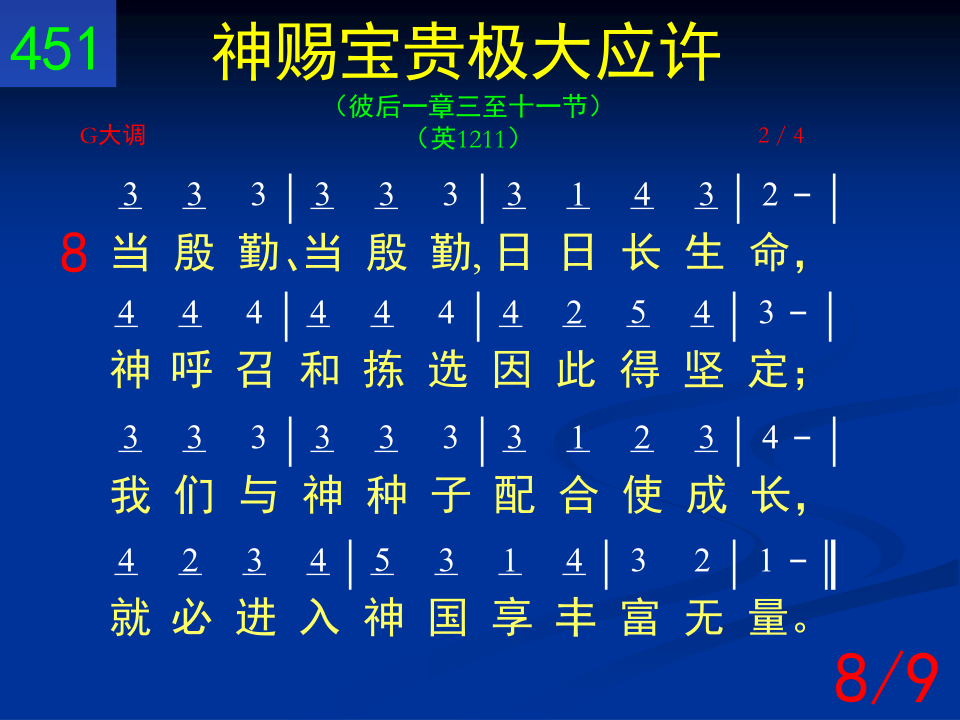 451
神赐宝贵极大应许
（彼后一章三至十一节）
G大调 （英1211） 2 / 4
3 3 3 | 3 3 3 | 3 1 4 3 | 2 - |
8 当殷勤、当殷勤,日日长生命，
4 4 4 | 4 4 4 | 4 2 5 4 | 3 - |
神呼召和拣选因此得坚定；
3 3 3 | 3 3 3 | 3 1 2 3 | 4 - |
我们与神种子配合使成长，
4 2 3 4 | 5 3 1 4 | 3 2 | 1 - ‖
就必进入神国享丰富无量。
8/9